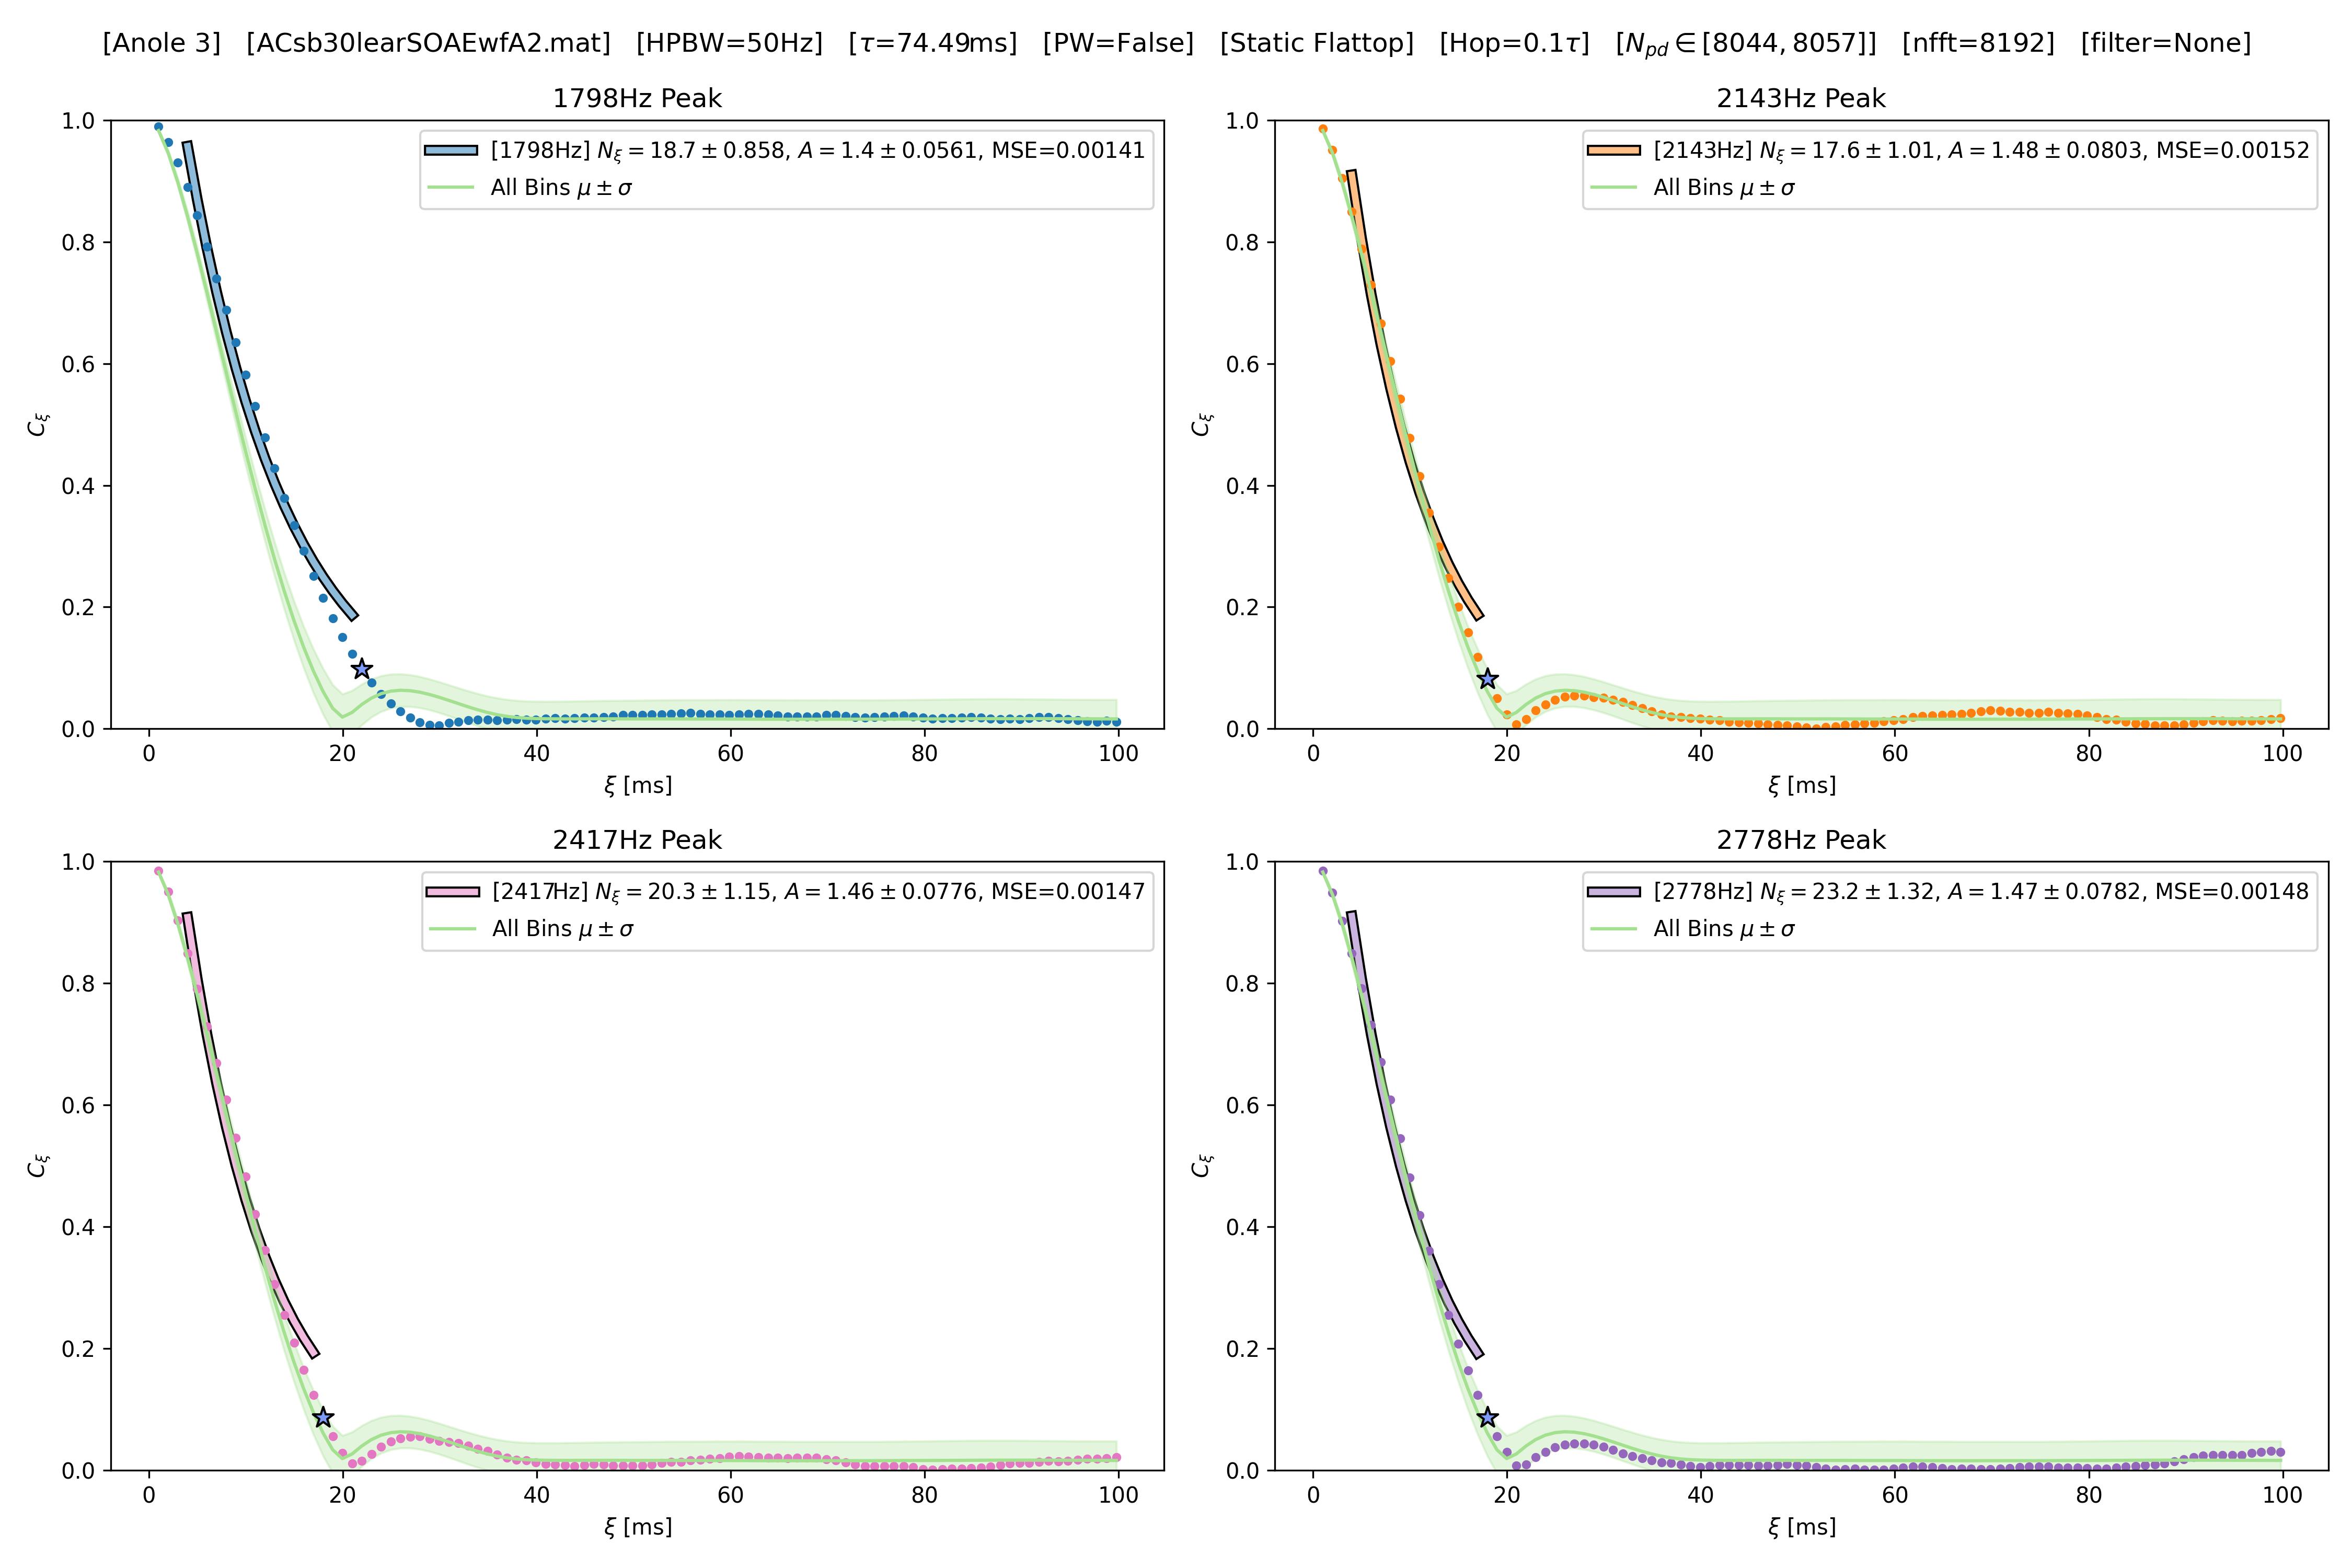 [Anole 3] [ACsb30learSOAEwfA2.mat] [HPBW=50Hz] [τ=74.49ms] [PW=False] [Static Flattop] [Hop=0.1τ] [N_pd ∈ [8044, 8057]] [nfft=8192] [filter=None]
1798Hz Peak
[1798Hz] N_ξ = 18.7 ± 0.858, A = 1.4 ± 0.0561, MSE=0.00141
All Bins μ ± σ
1.0
0.8
0.6
0.4
0.2
0.0
C_ξ
0 20 40 60 80 100
ξ [ms]
2143Hz Peak
[2143Hz] N_ξ = 17.6 ± 1.01, A = 1.48 ± 0.0803, MSE=0.00152
All Bins μ ± σ
1.0
0.8
0.6
0.4
0.2
0.0
C_ξ
0 20 40 60 80 100
ξ [ms]
2417Hz Peak
[2417Hz] N_ξ = 20.3 ± 1.15, A = 1.46 ± 0.0776, MSE=0.00147
All Bins μ ± σ
1.0
0.8
0.6
0.4
0.2
0.0
C_ξ
0 20 40 60 80 100
ξ [ms]
2778Hz Peak
[2778Hz] N_ξ = 23.2 ± 1.32, A = 1.47 ± 0.0782, MSE=0.00148
All Bins μ ± σ
1.0
0.8
0.6
0.4
0.2
0.0
C_ξ
0 20 40 60 80 100
ξ [ms]